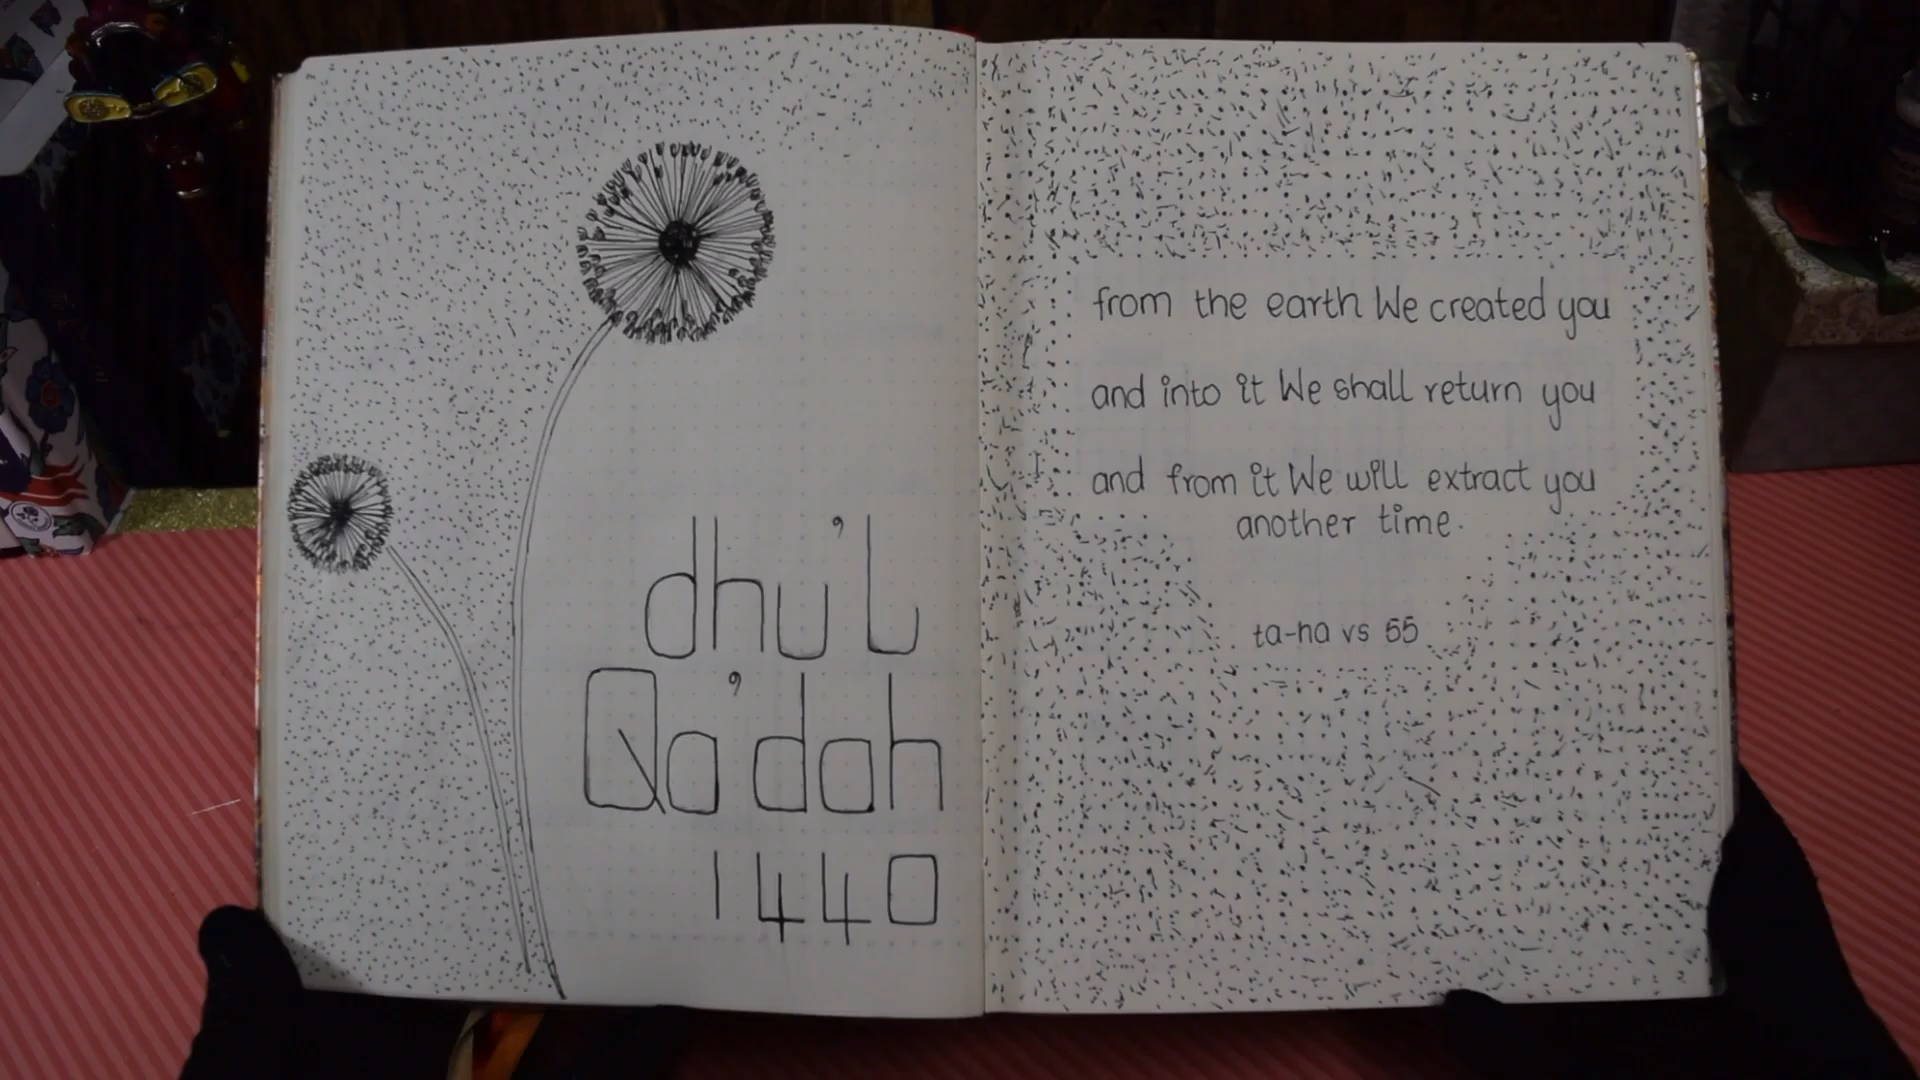 dhu'l
Qa'dah
1440
from the earth We created you
and into it We shall return you
and from it We will extract you
another time.
ta-ha vs 55